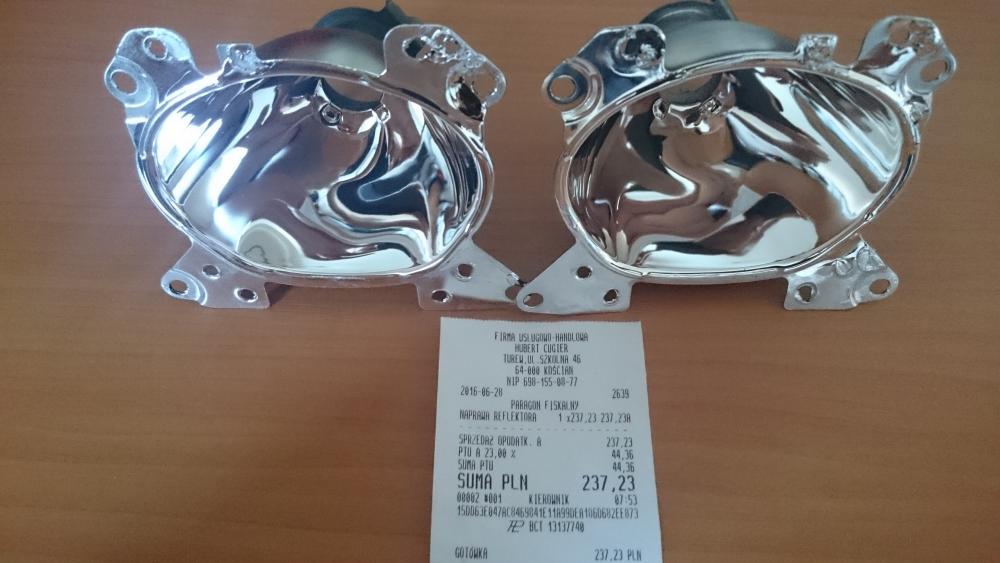 FIRMA USŁUGOWO-HANDLOWA
HUBERT CUGIER
TUREW,UL.SZKOLNA 46
64-000 KOŚCIAN
NIP 698-155-08-77
2016-06-28 2639
PARAGON FISKALNY
NAPRAWA REFLEKTORA 1 x237,23 237,23A
SPRZEDAŻ OPODATK. A 237,23
PTU A 23,00 % 44,36
SUMA PTU 44,36
SUMA PLN 237,23
00002 #001 KIEROWNIK 07:53
BCT 13137740
GOTÓWKA 237,23 PLN